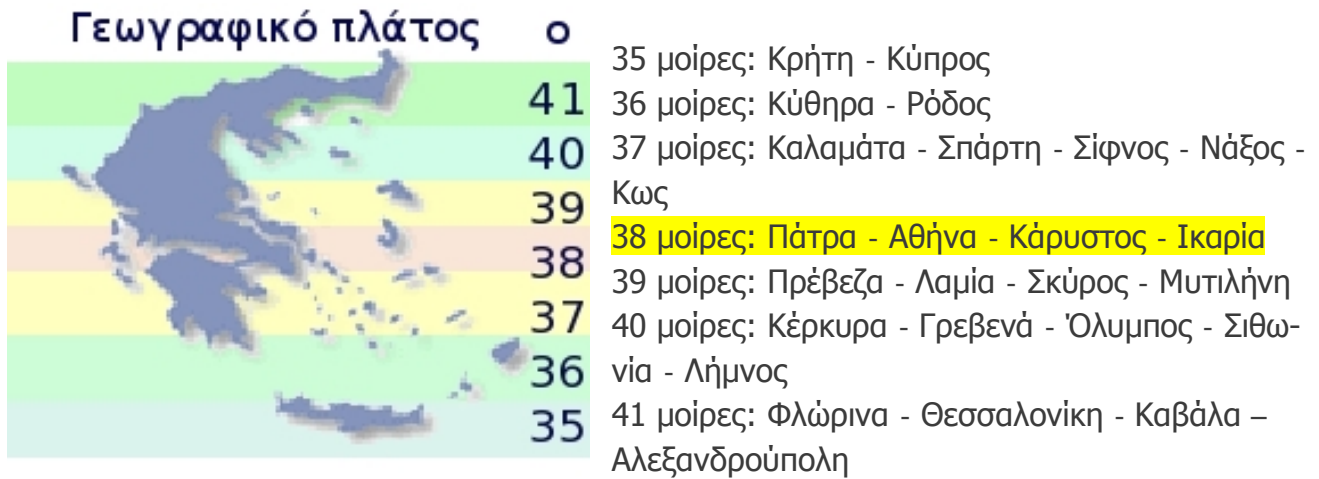 Γεωγραφικό πλάτος ο
41
40
39
38
37
36
35
35 μοίρες: Κρήτη - Κύπρος
36 μοίρες: Κύθηρα - Ρόδος
37 μοίρες: Καλαμάτα - Σπάρτη - Σίφνος - Νάξος -
Κως
38 μοίρες: Πάτρα - Αθήνα - Κάρυστος - Ικαρία
39 μοίρες: Πρέβεζα - Λαμία - Σκύρος - Μυτιλήνη
40 μοίρες: Κέρκυρα - Γρεβενά - Όλυμπος - Σιθω-
νία - Λήμνος
41 μοίρες: Φλώρινα - Θεσσαλονίκη - Καβάλα –
Αλεξανδρούπολη